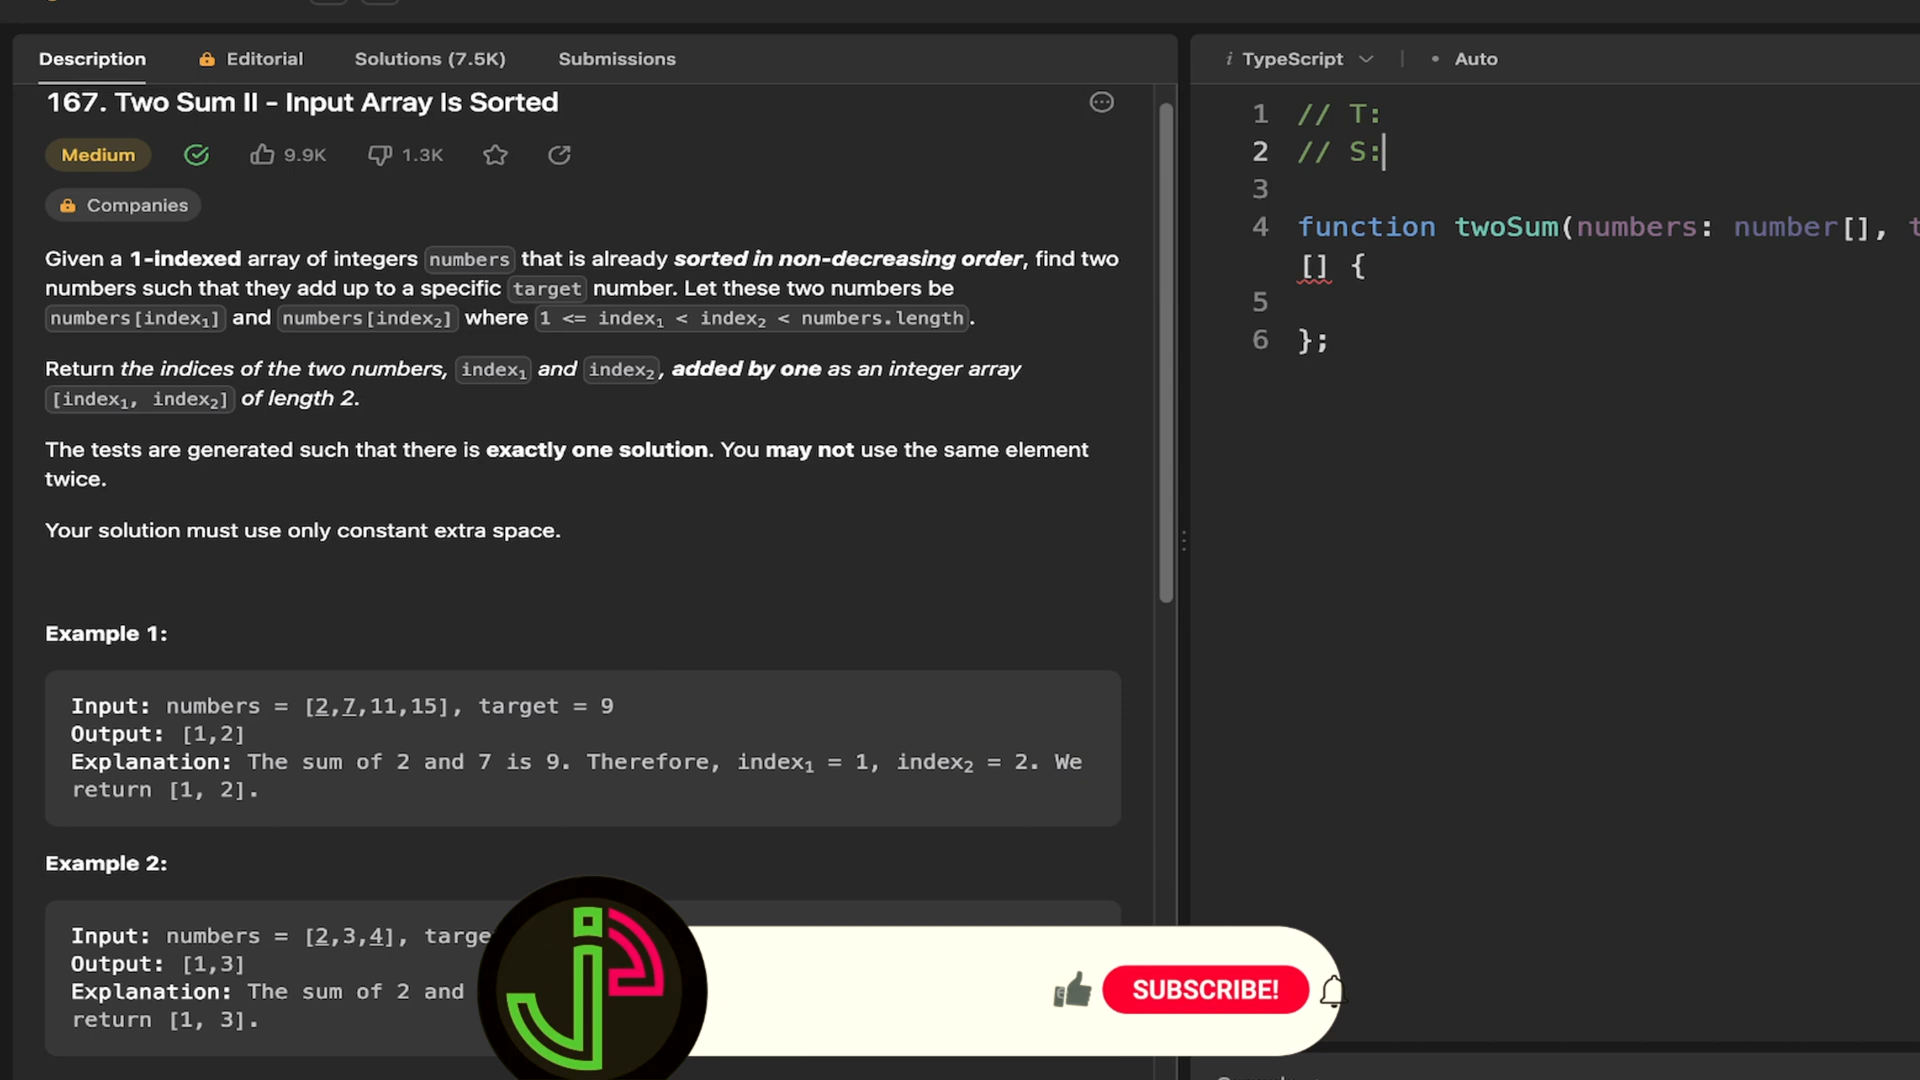 Description
Editorial
Solutions (7.5K)
Submissions
167. Two Sum II - Input Array Is Sorted
Medium
9.9K
1.3K
Companies
Given a 1-indexed array of integers numbers that is already sorted in non-decreasing order, find two
numbers such that they add up to a specific target number. Let these two numbers be
numbers[index₁] and numbers[index₂] where 1 <= index₁ < index₂ < numbers.length.
Return the indices of the two numbers, index₁ and index₂, added by one as an integer array
[index₁, index₂] of length 2.
The tests are generated such that there is exactly one solution. You may not use the same element
twice.
Your solution must use only constant extra space.
Example 1:
Input: numbers = [2,7,11,15], target = 9
Output: [1,2]
Explanation: The sum of 2 and 7 is 9. Therefore, index₁ = 1, index₂ = 2. We
return [1, 2].
Example 2:
Input: numbers = [2,3,4], targe
Output: [1,3]
Explanation: The sum of 2 and
return [1, 3].
SUBSCRIBE!
i TypeScript
Auto
1 // T:
2 // S:
3
4 function twoSum(numbers: number[], t
[] {
5
6 };